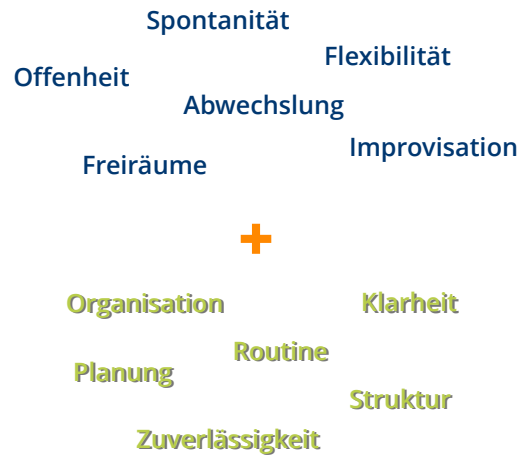 Spontanität
Flexibilität
Offenheit
Abwechslung
Improvisation
Freiräume
+
Organisation
Klarheit
Routine
Planung
Struktur
Zuverlässigkeit